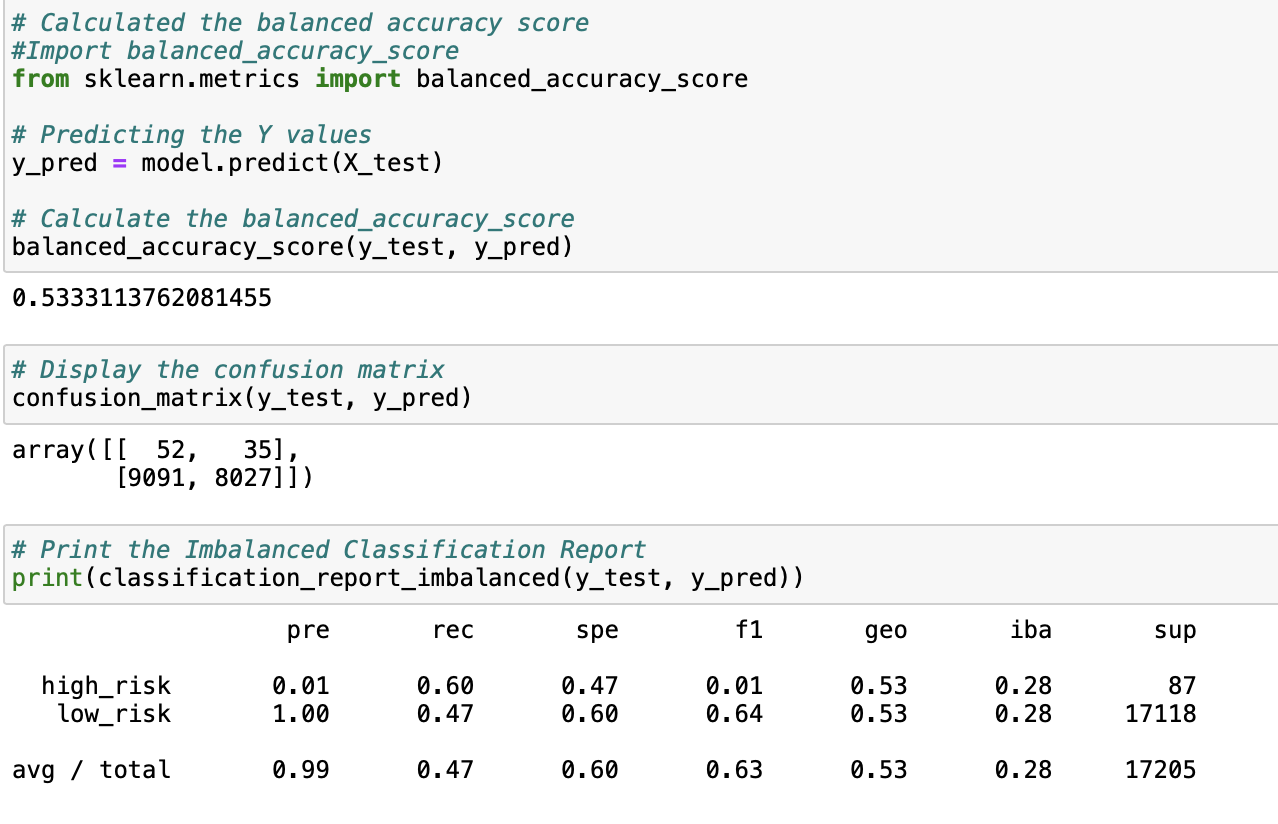 # Calculated the balanced accuracy score
#Import balanced_accuracy_score
from sklearn.metrics import balanced_accuracy_score
# Predicting the Y values
y_pred = model.predict(X_test)
# Calculate the balanced_accuracy_score
balanced_accuracy_score(y_test, y_pred)
0.5333113762081455
# Display the confusion matrix
confusion_matrix(y_test, y_pred)
array([[  52,   35],
       [9091, 8027]])
# Print the Imbalanced Classification Report
print(classification_report_imbalanced(y_test, y_pred))
pre rec spe f1 geo iba sup
high_risk 0.01 0.60 0.47 0.01 0.53 0.28 87
low_risk 1.00 0.47 0.60 0.64 0.53 0.28 17118
avg / total 0.99 0.47 0.60 0.63 0.53 0.28 17205